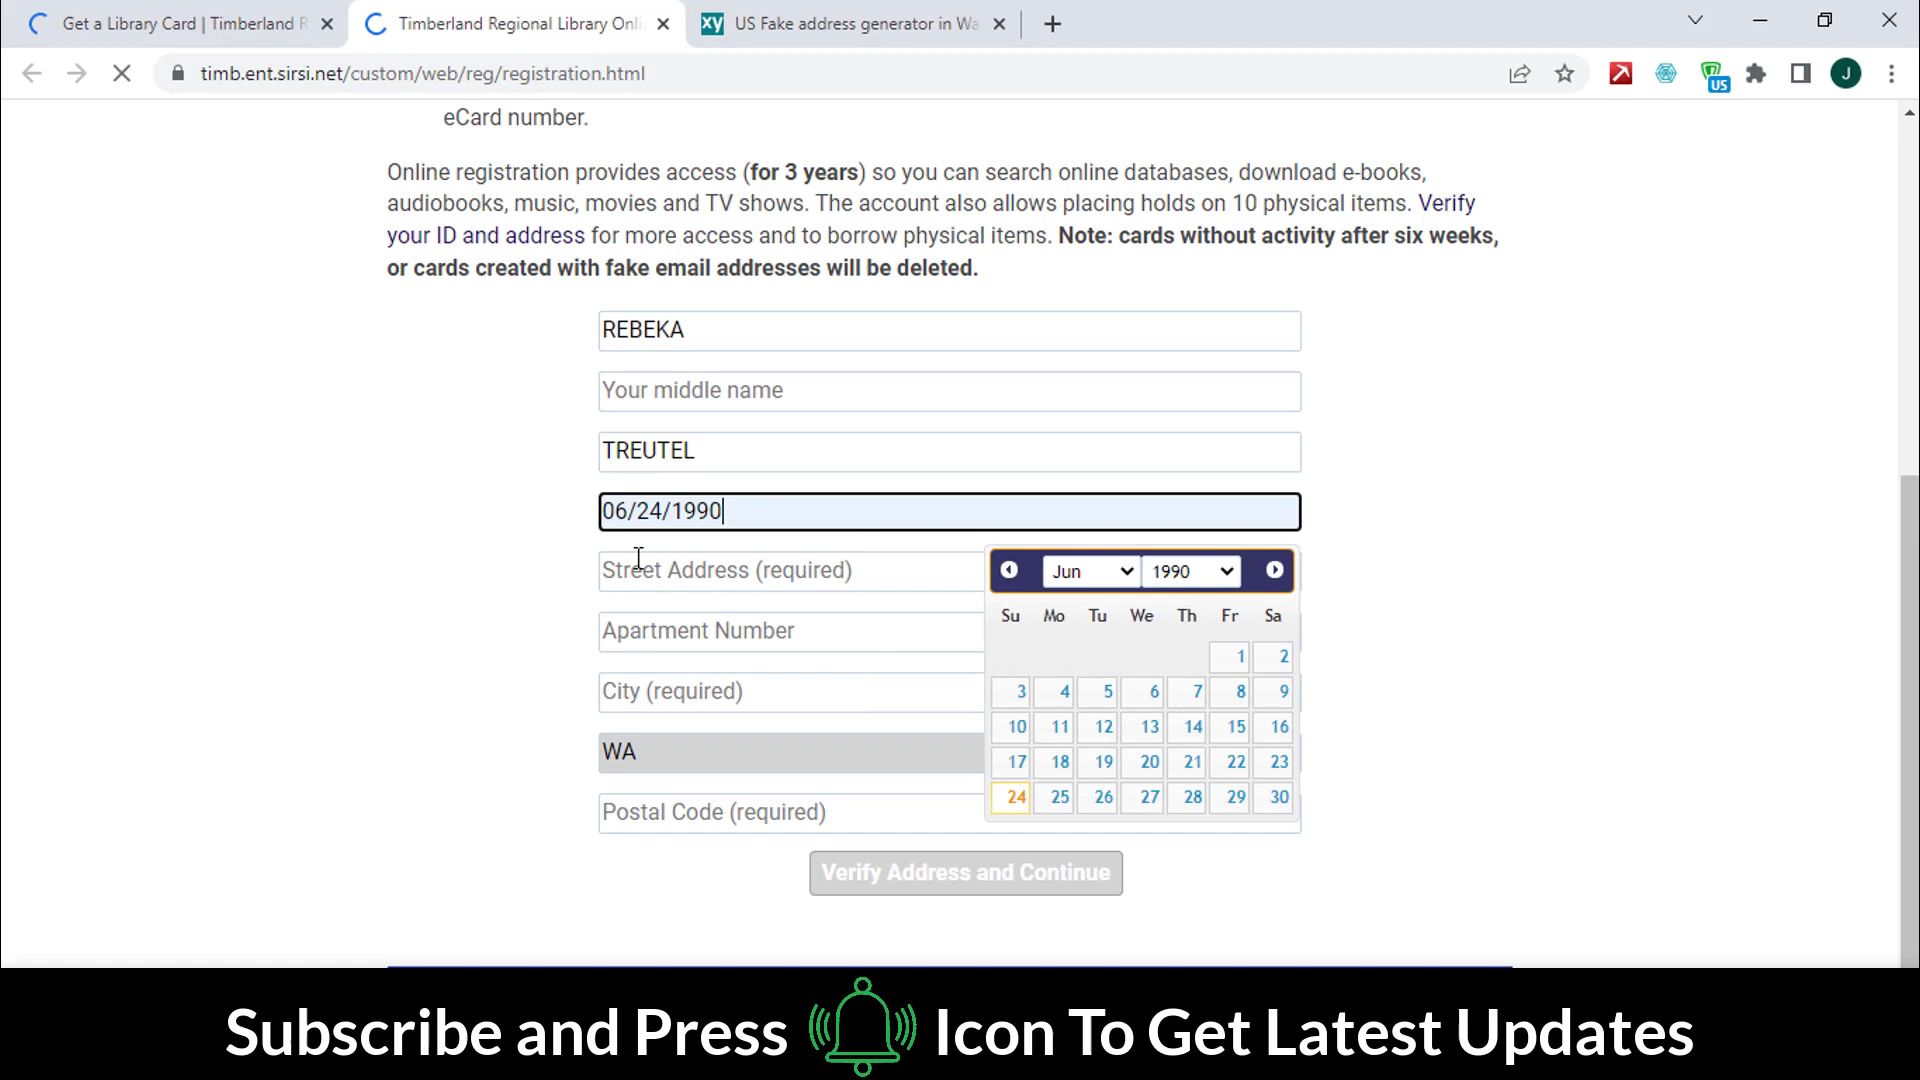 Get a Library Card | Timberland R
Timberland Regional Library Onli
US Fake address generator in Wa
timb.ent.sirsi.net/custom/web/reg/registration.html
US
J
eCard number.
Online registration provides access (for 3 years) so you can search online databases, download e-books,
audiobooks, music, movies and TV shows. The account also allows placing holds on 10 physical items. Verify
your ID and address for more access and to borrow physical items. Note: cards without activity after six weeks,
or cards created with fake email addresses will be deleted.
REBEKA
Your middle name
TREUTEL
06/24/1990
Street Address (required)
Apartment Number
City (required)
WA
Postal Code (required)
Jun 1990
Su Mo Tu We Th Fr Sa
1 2
3 4 5 6 7 8 9
10 11 12 13 14 15 16
17 18 19 20 21 22 23
24 25 26 27 28 29 30
Verify Address and Continue
Subscribe and Press Icon To Get Latest Updates